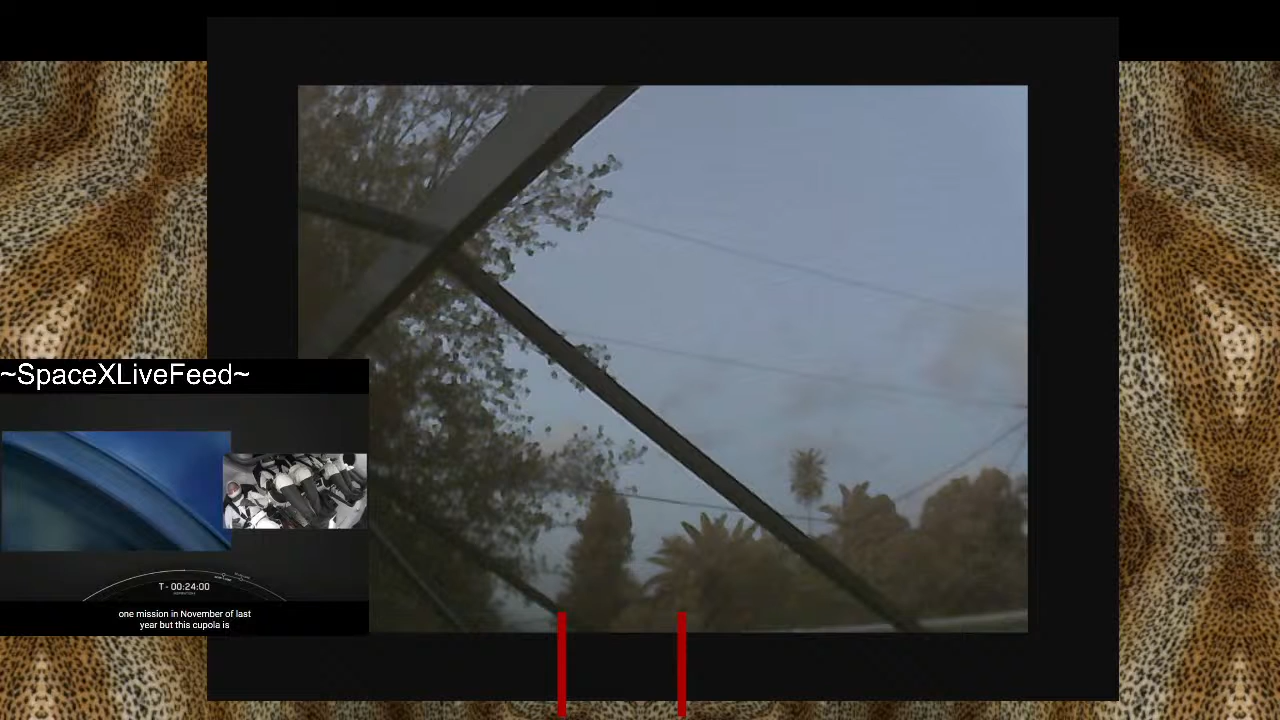 ~SpaceXLiveFeed~
T - 00:24:00
one mission in November of last
year but this cupola is